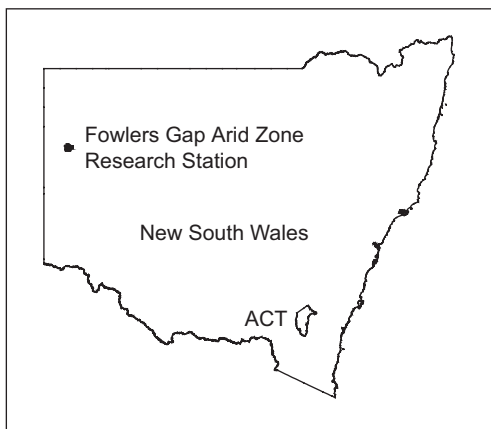 Fowlers Gap Arid Zone
Research Station
New South Wales
ACT